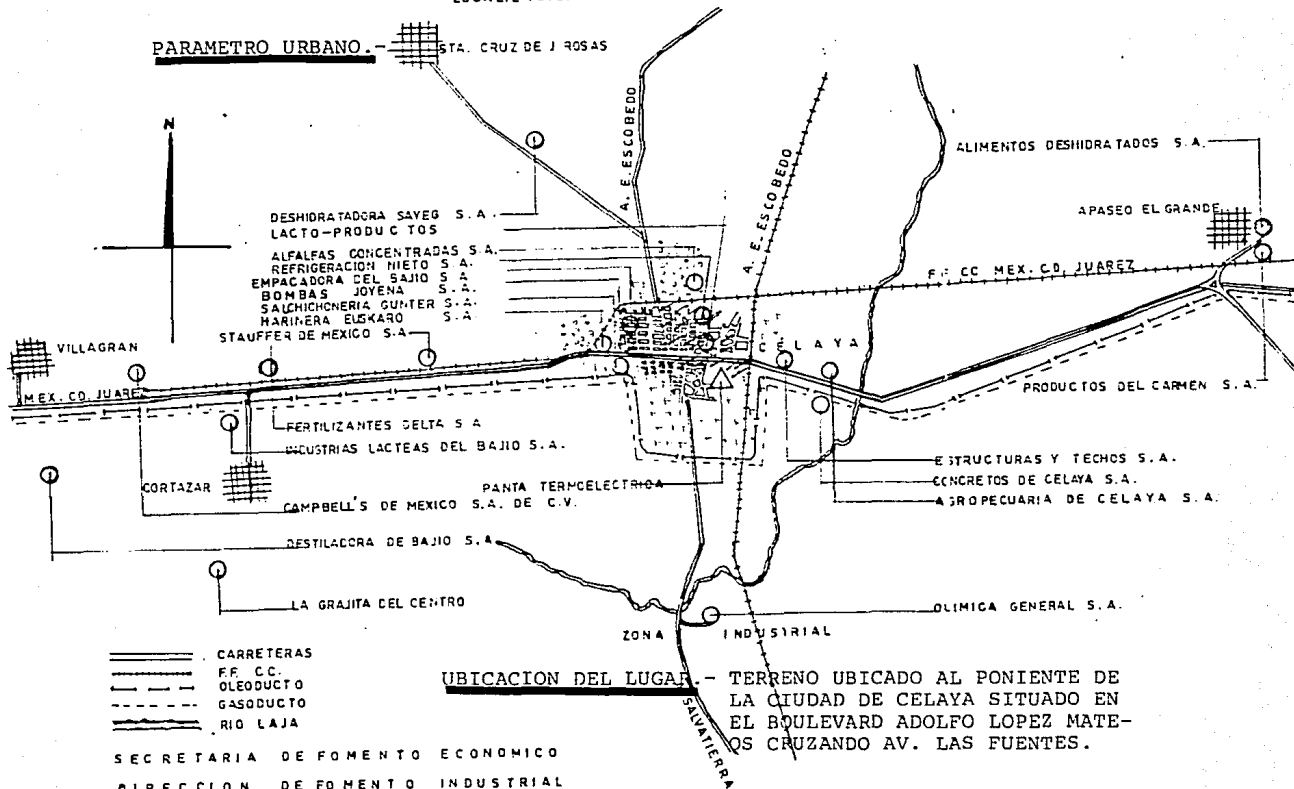 PARAMETRO URBANO.-
STA. CRUZ DE J ROSAS
N
A. E. ESCOBEDO
A. E. ESCOBEDO
ALIMENTOS DESHIDRATADOS S.A.
APASEO EL GRANDE
DESHIDRATADORA SAYEG S.A.
LACTO-PRODUCTOS
ALFALFAS CONCENTRADAS S.A.
REFRIGERACION NIETO S.A.
EMPACADORA DEL BAJIO S A
BOMBAS JOYENA S.A.
SALCHICHONERIA GUNTER S.A.
HARINERA EUSKARO S.A.
STAUFFER DE MEXICO S.A
F.F. CC. MEX. CD. JUAREZ
VILLAGRAN
CELAYA
MEX. CD. JUAREZ
PRODUCTOS DEL CARMEN S.A.
FERTILIZANTES DELTA S A
INDUSTRIAS LACTEAS DEL BAJIO S.A.
ESTRUCTURAS Y TECHOS S.A.
CORTAZAR
PANTA TERMOELECTRICA
CONCRETOS DE CELAYA S.A.
CAMPBELL'S DE MEXICO S.A. DE C.V.
AGROPECUARIA DE CELAYA S.A.
DESTILADORA DE BAJIO S.A
LA GRAJITA DEL CENTRO
QUIMICA GENERAL S.A.
ZONA INDUSTRIAL
CARRETERAS
F.F. C.C.
OLEODUCTO
GASODUCTO
RIO LAJA
SALVATIERRA
UBICACION DEL LUGAR.- TERRENO UBICADO AL PONIENTE DE
LA CIUDAD DE CELAYA SITUADO EN
EL BOULEVARD ADOLFO LOPEZ MATE-
OS CRUZANDO AV. LAS FUENTES.
SECRETARIA DE FOMENTO ECONOMICO
DIRECCION DE FOMENTO INDUSTRIAL